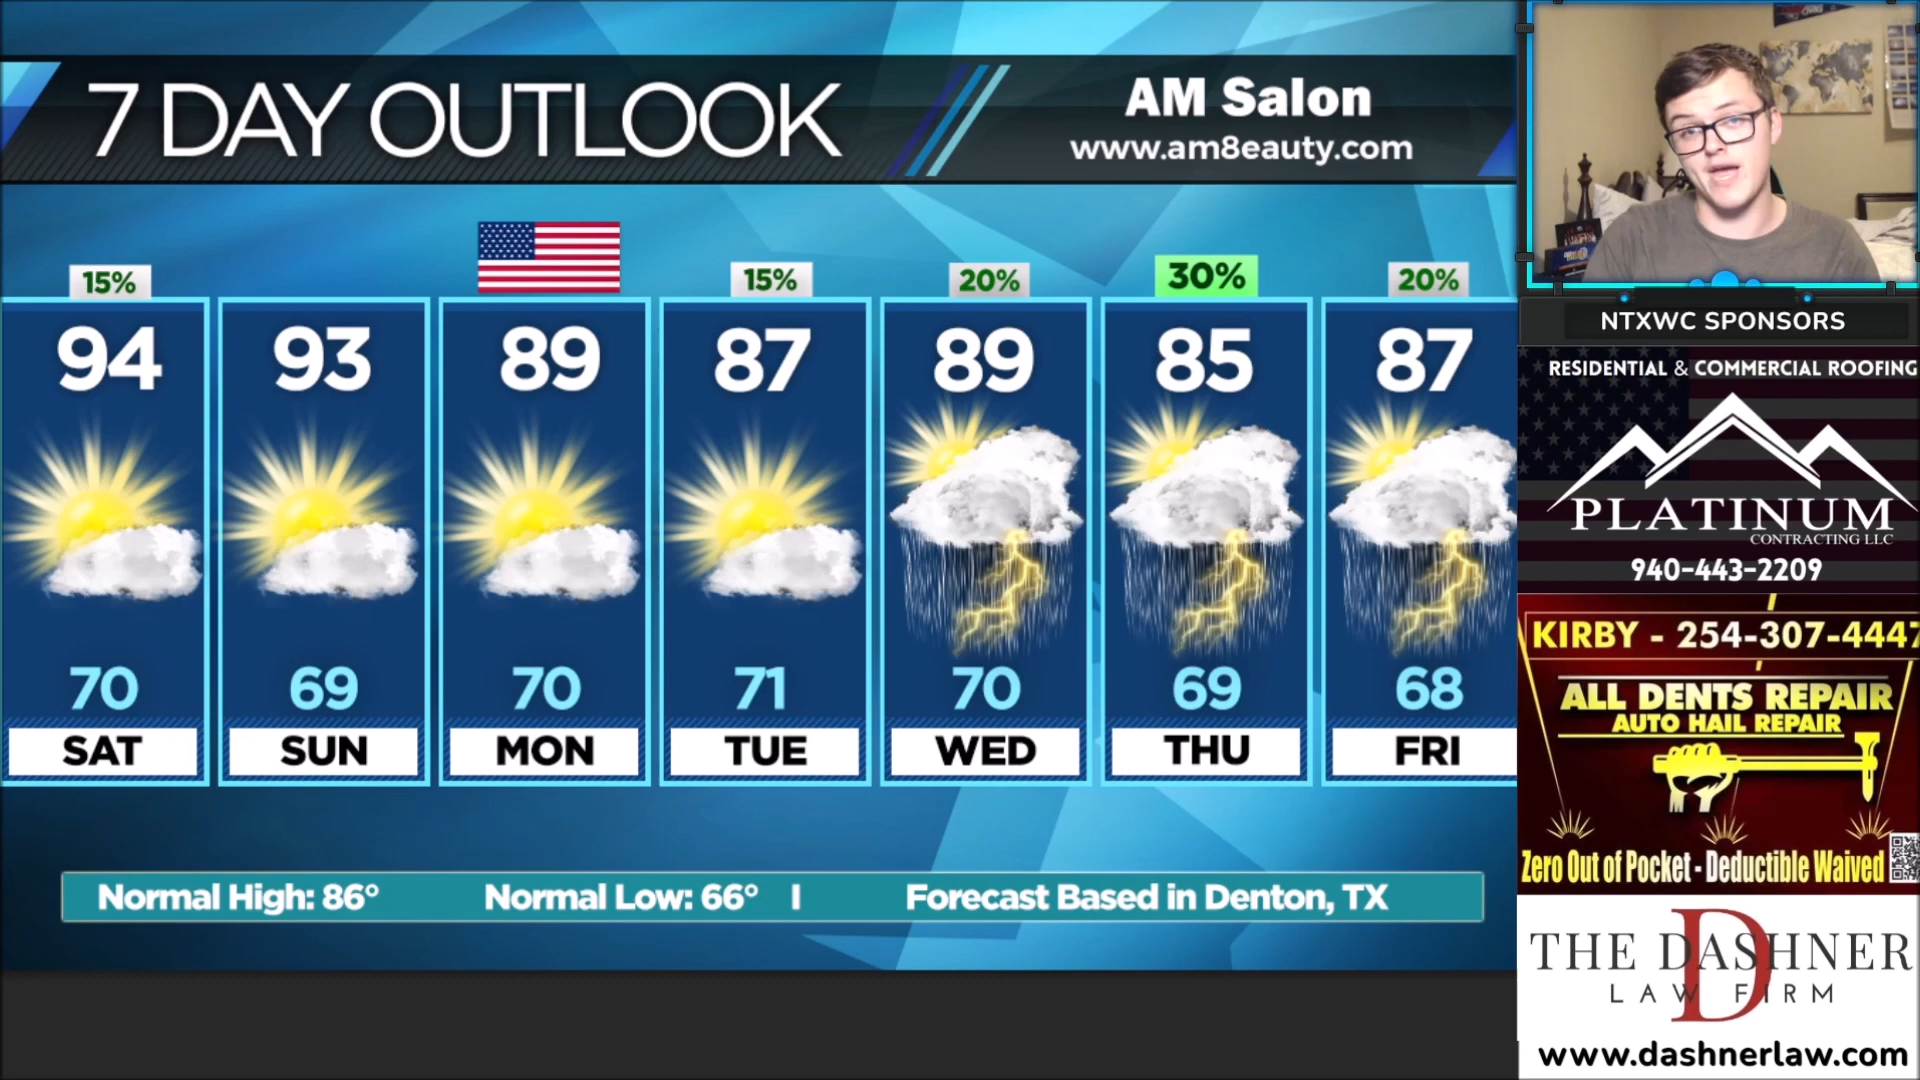 7 DAY OUTLOOK
AM Salon
www.am8eauty.com
15%
15%
20%
30%
20%
94
93
89
87
89
85
87
70
69
70
71
70
69
68
SAT
SUN
MON
TUE
WED
THU
FRI
Normal High: 86°
Normal Low: 66° |
Forecast Based in Denton, TX
NTXWC SPONSORS
RESIDENTIAL & COMMERCIAL ROOFING
PLATINUM
CONTRACTING LLC
940-443-2209
KIRBY - 254-307-4447
ALL DENTS REPAIR
AUTO HAIL REPAIR
Zero Out of Pocket - Deductible Waived
THE DASHNER
D
LAW FIRM
www.dashnerlaw.com